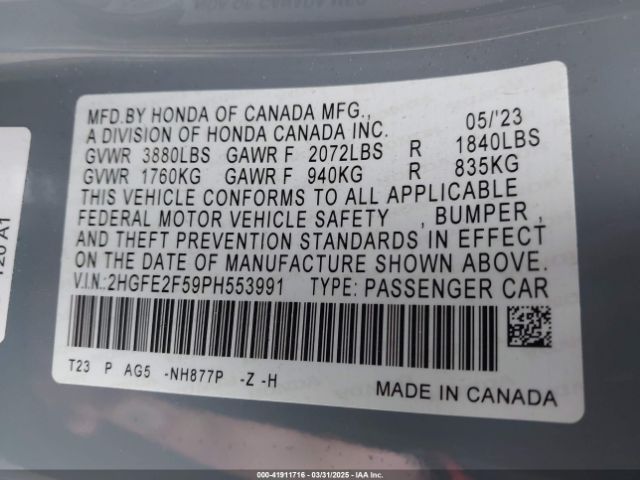 MFD.BY HONDA OF CANADA MFG.,
A DIVISION OF HONDA CANADA INC. 05/'23
GVWR 3880LBS GAWR F 2072LBS R 1840LBS
GVWR 1760KG GAWR F 940KG R 835KG
THIS VEHICLE CONFORMS TO ALL APPLICABLE
FEDERAL MOTOR VEHICLE SAFETY , BUMPER ,
AND THEFT PREVENTION STANDARDS IN EFFECT
ON THE DATE OF MANUFACTURE SHOWN ABOVE.
V.I.N.:2HGFE2F59PH553991 TYPE: PASSENGER CAR
T23 P AG5 -NH877P -Z -H
MADE IN CANADA
120 A1
000-41911716 - 03/31/2025 - IAA Inc.